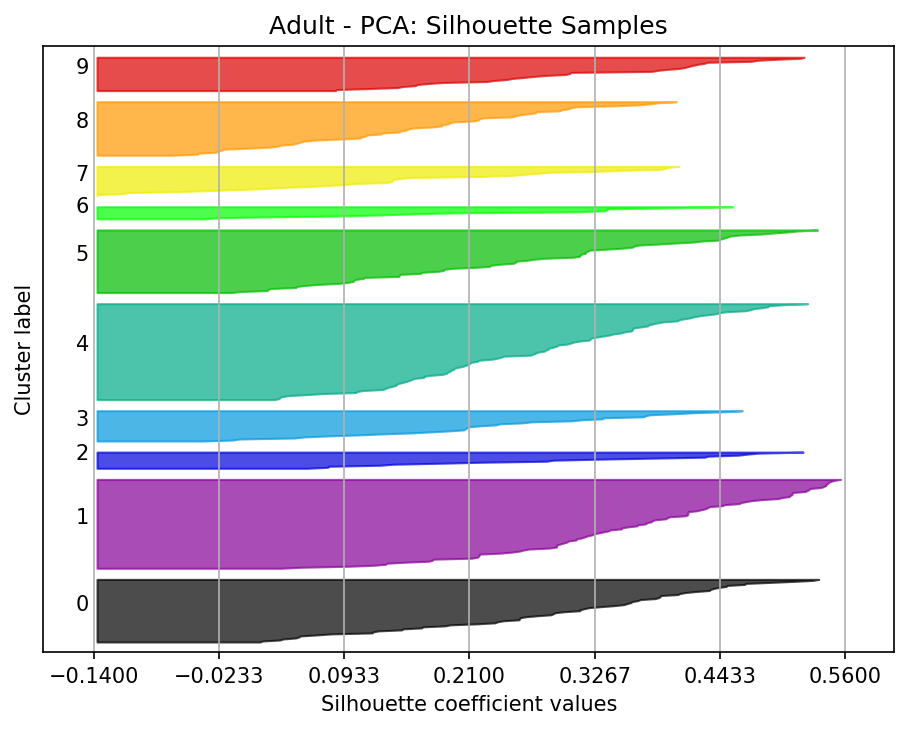 Adult - PCA: Silhouette Samples
9
8
7
6
5
4
3
2
1
0
Cluster label
−0.1400 −0.0233 0.0933 0.2100 0.3267 0.4433 0.5600
Silhouette coefficient values